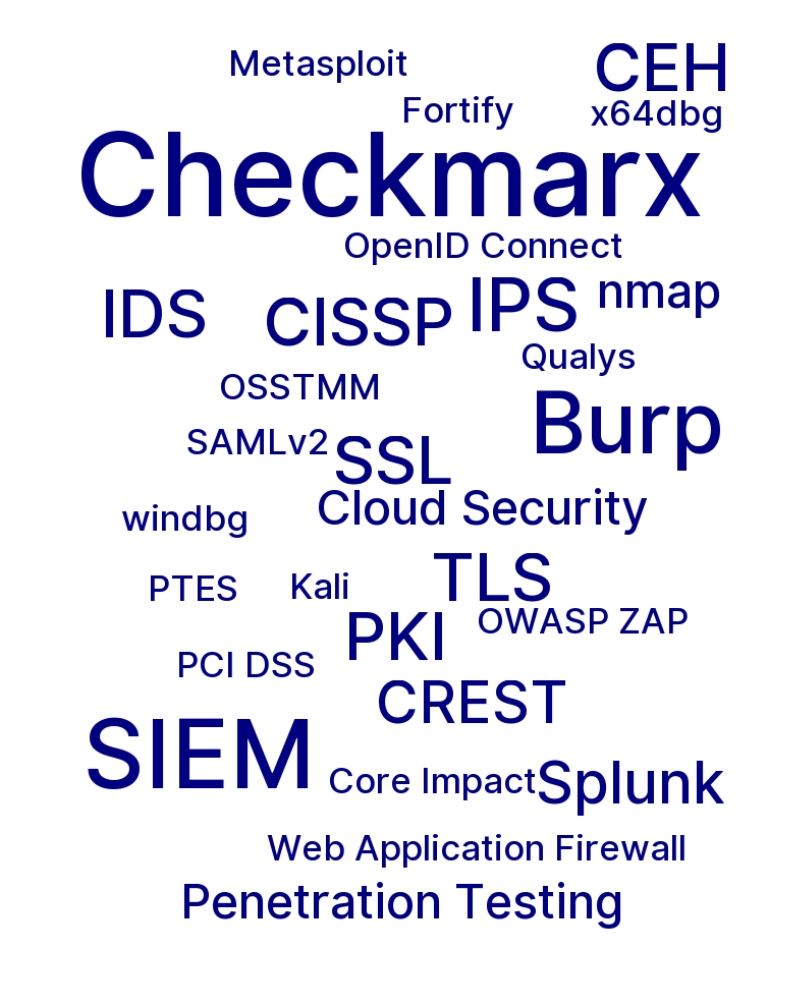 Metasploit
CEH
Fortify
x64dbg
Checkmarx
OpenID Connect
IDS
CISSP
IPS
nmap
Qualys
OSSTMM
Burp
SAMLv2
SSL
windbg
Cloud Security
PTES
Kali
TLS
PKI
OWASP ZAP
PCI DSS
CREST
SIEM
Core Impact
Splunk
Web Application Firewall
Penetration Testing